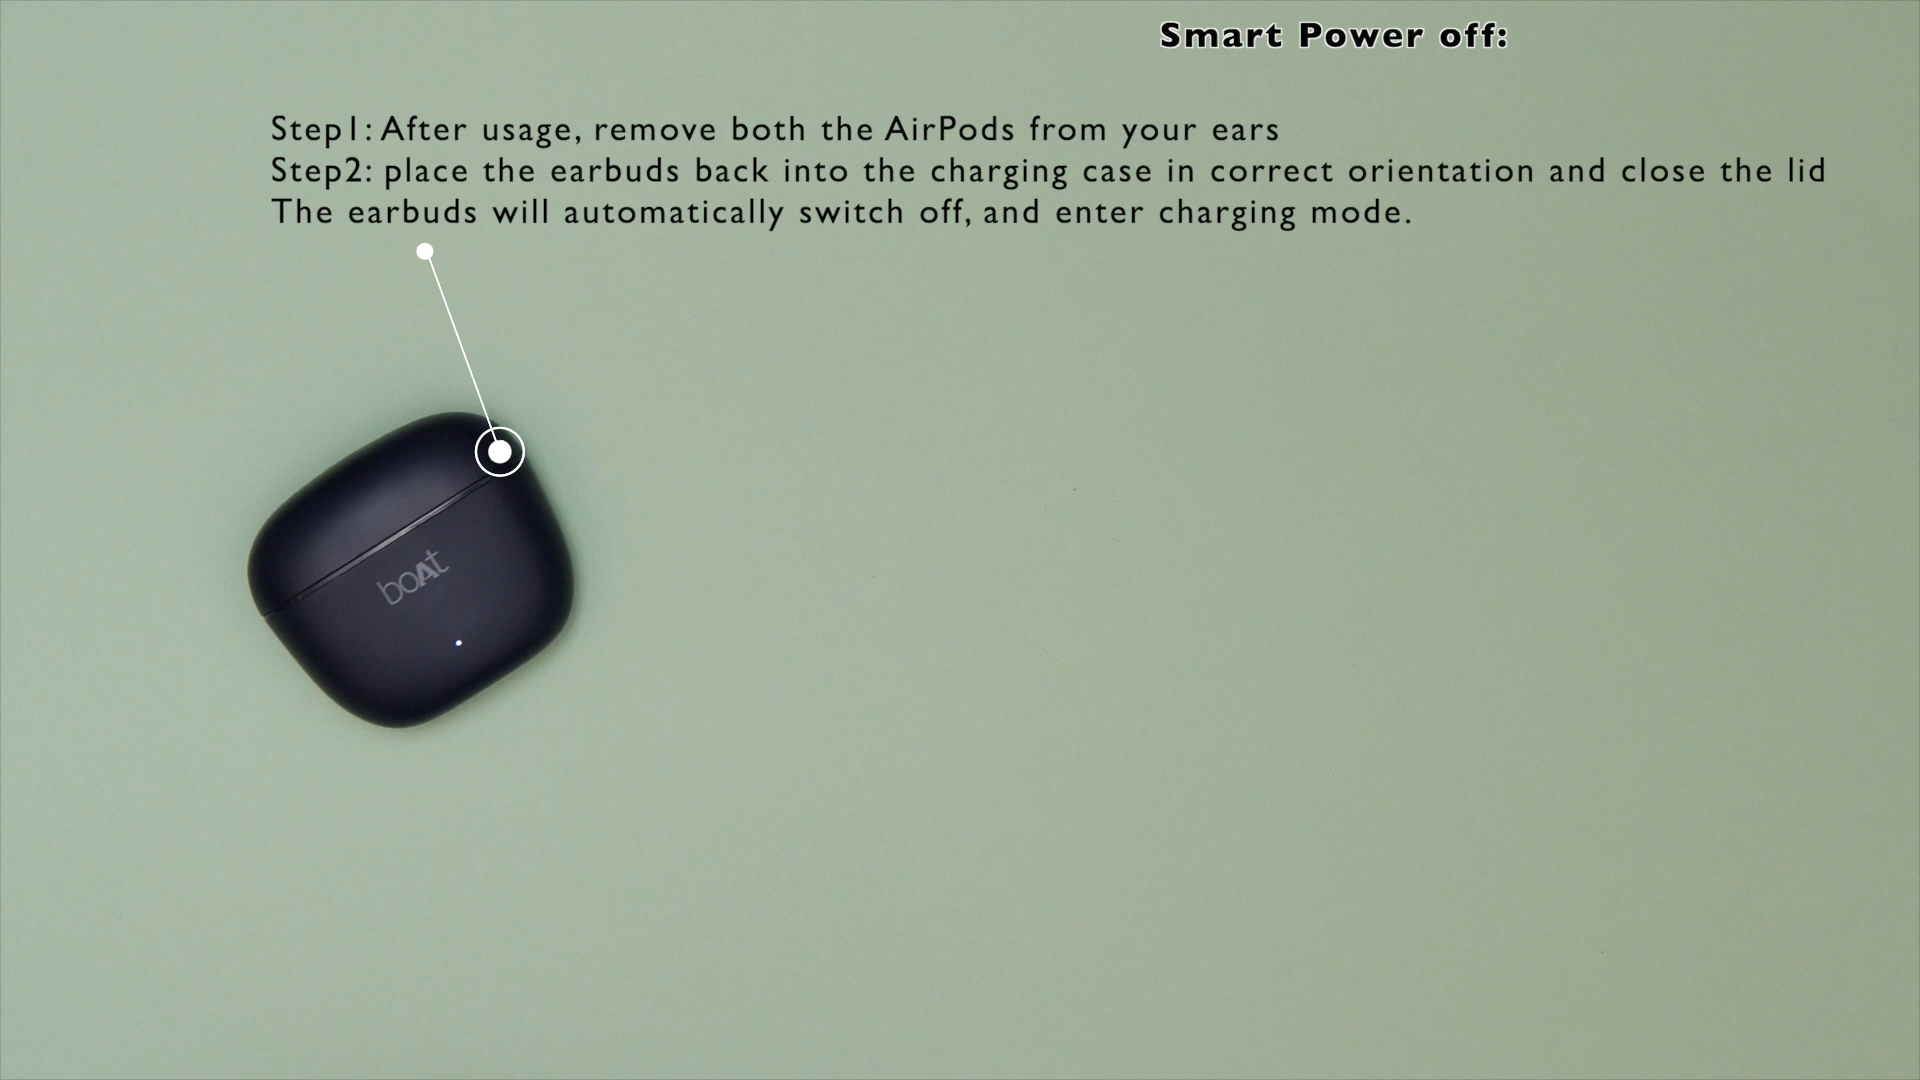 Smart Power off:
Step1: After usage, remove both the AirPods from your ears
Step2: place the earbuds back into the charging case in correct orientation and close the lid
The earbuds will automatically switch off, and enter charging mode.
boAt